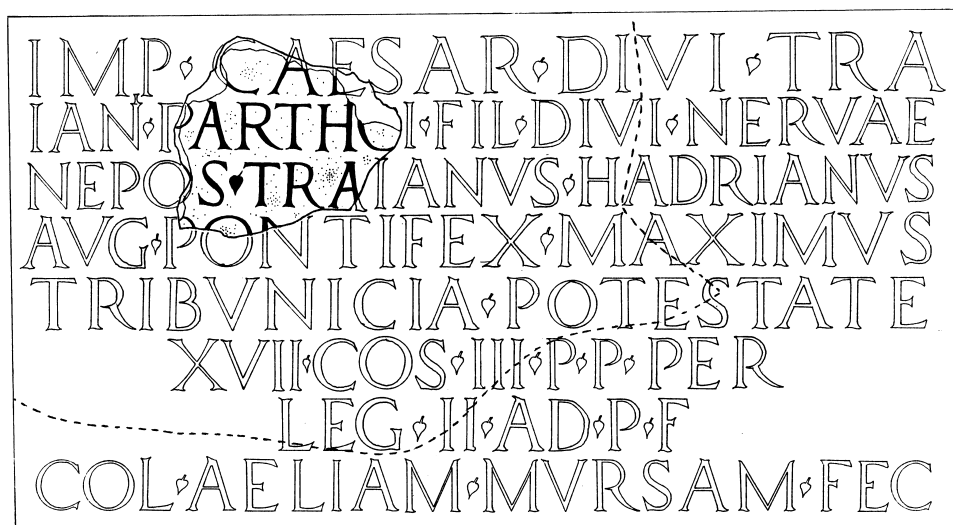 IMP CAESAR DIVI TRA
IAN PARTHICI FIL DIVI NERVAE
NEPOS TRAIANVS HADRIANVS
AVG PONTIFEX MAXIMVS
TRIBVNICIA POTESTATE
XVII COS III P P PER
LEG II AD P F
COL AELIAM MVRSAM FEC